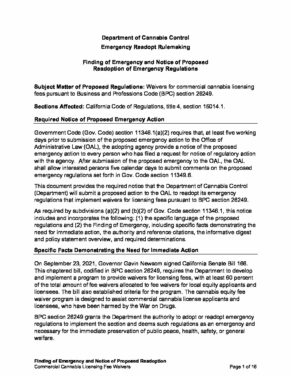 Department of Cannabis Control
Emergency Readopt Rulemaking
Finding of Emergency and Notice of Proposed
Readoption of Emergency Regulations
Subject Matter of Proposed Regulations: Waivers for commercial cannabis licensing
fees pursuant to Business and Professions Code (BPC) section 26249.
Sections Affected: California Code of Regulations, title 4, section 15014.1.
Required Notice of Proposed Emergency Action
Government Code (Gov. Code) section 11346.1(a)(2) requires that, at least five working
days prior to submission of the proposed emergency action to the Office of
Administrative Law (OAL), the adopting agency provide a notice of the proposed
emergency action to every person who has filed a request for notice of regulatory action
with the agency. After submission of the proposed emergency to the OAL, the OAL
shall allow interested persons five calendar days to submit comments on the proposed
emergency regulations set forth in Gov. Code section 11349.6.
This document provides the required notice that the Department of Cannabis Control
(Department) will submit a proposed action to the OAL to readopt its emergency
regulations that implement waivers for licensing fees pursuant to BPC section 26249.
As required by subdivisions (a)(2) and (b)(2) of Gov. Code section 11346.1, this notice
includes and incorporates the following: (1) the specific language of the proposed
regulations and (2) the Finding of Emergency, including specific facts demonstrating the
need for immediate action, the authority and reference citations, the informative digest
and policy statement overview, and required determinations.
Specific Facts Demonstrating the Need for Immediate Action
On September 23, 2021, Governor Gavin Newsom signed California Senate Bill 166.
This chaptered bill, codified in BPC section 26249, requires the Department to develop
and implement a program to provide waivers for licensing fees, with at least 60 percent
of the total amount of fee waivers allocated to fee waivers for local equity applicants and
licensees. The bill also established criteria for the program. The cannabis equity fee
waiver program is designed to assist commercial cannabis license applicants and
licensees, who have been harmed by the War on Drugs.
BPC section 26249 grants the Department the authority to adopt or readopt emergency
regulations to implement the section and deems such regulations as an emergency and
necessary for the immediate preservation of public peace, health, safety, or general
welfare.
Finding of Emergency and Notice of Proposed Readoption
Commercial Cannabis Licensing Fee Waivers Page 1 of 16